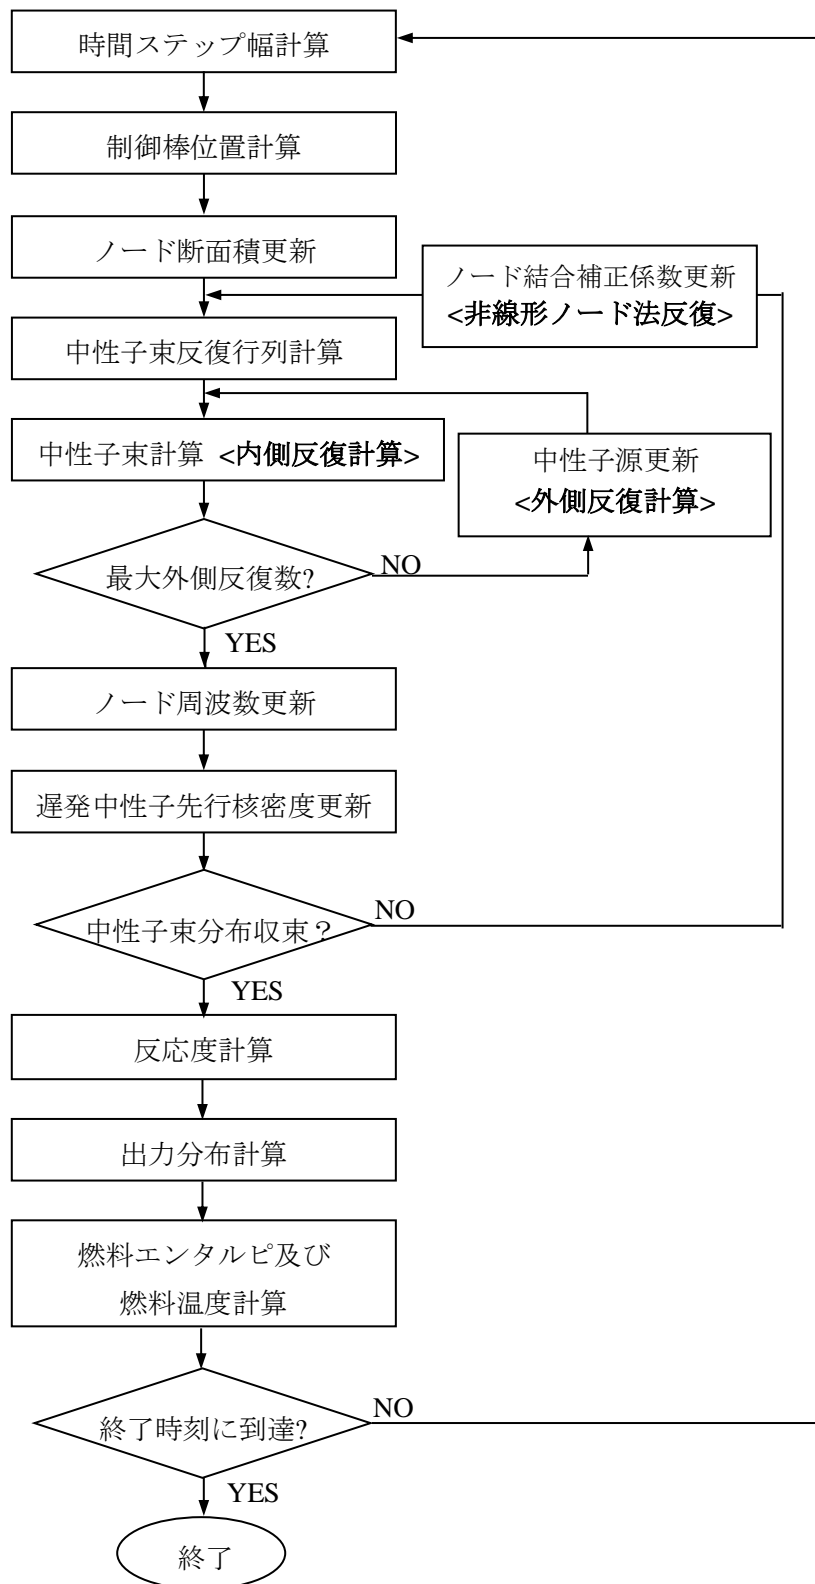 時間ステップ幅計算
制御棒位置計算
ノード断面積更新
ノード結合補正係数更新
<非線形ノード法反復>
中性子束反復行列計算
中性子束計算 <内側反復計算>
中性子源更新
<外側反復計算>
最大外側反復数?
NO
YES
ノード周波数更新
遅発中性子先行核密度更新
中性子束分布収束？
NO
YES
反応度計算
出力分布計算
燃料エンタルピ及び
燃料温度計算
終了時刻に到達?
NO
YES
終了